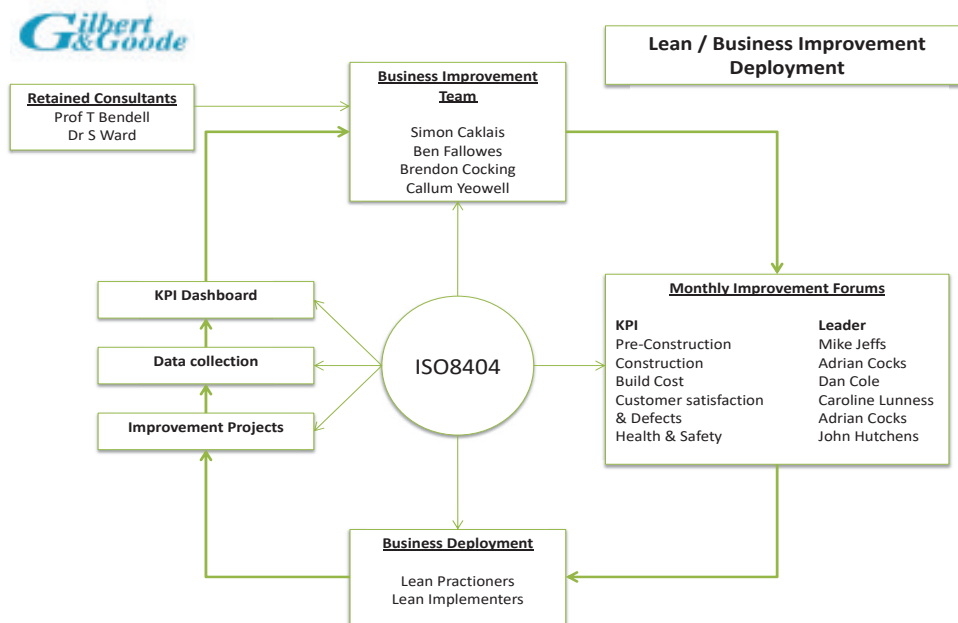 Gilbert
&Goode
Lean / Business Improvement
Deployment
Retained Consultants
Prof T Bendell
Dr S Ward
Business Improvement
Team
Simon Caklais
Ben Fallowes
Brendon Cocking
Callum Yeowell
KPI Dashboard
Data collection
Improvement Projects
ISO8404
Monthly Improvement Forums
KPI Leader
Pre-Construction Mike Jeffs
Construction Adrian Cocks
Build Cost Dan Cole
Customer satisfaction Caroline Lunness
& Defects Adrian Cocks
Health & Safety John Hutchens
Business Deployment
Lean Practioners
Lean Implementers